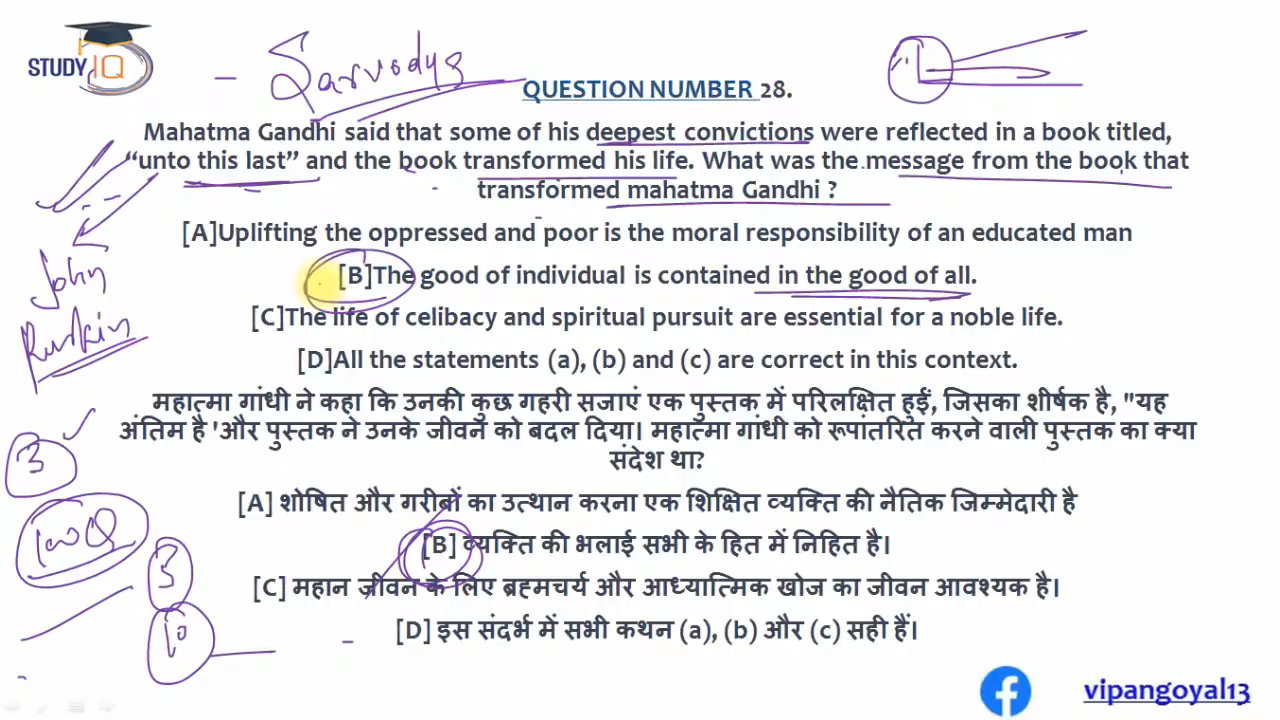 STUDY IQ
- Sarvodya
QUESTION NUMBER 28.
Mahatma Gandhi said that some of his deepest convictions were reflected in a book titled,
“unto this last” and the book transformed his life. What was the message from the book that
transformed mahatma Gandhi ?
[A]Uplifting the oppressed and poor is the moral responsibility of an educated man
[B]The good of individual is contained in the good of all.
[C]The life of celibacy and spiritual pursuit are essential for a noble life.
[D]All the statements (a), (b) and (c) are correct in this context.
John
Ruskin
महात्मा गांधी ने कहा कि उनकी कुछ गहरी सजाएं एक पुस्तक में परिलक्षित हुईं, जिसका शीर्षक है, "यह
अंतिम है 'और पुस्तक ने उनके जीवन को बदल दिया। महात्मा गांधी को रूपांतरित करने वाली पुस्तक का क्या
संदेश था?
[A] शोषित और गरीबों का उत्थान करना एक शिक्षित व्यक्ति की नैतिक जिम्मेदारी है
[B] व्यक्ति की भलाई सभी के हित में निहित है।
[C] महान जीवन के लिए ब्रह्मचर्य और आध्यात्मिक खोज का जीवन आवश्यक है।
[D] इस संदर्भ में सभी कथन (a), (b) और (c) सही हैं।
3
100 Q
3
10
vipangoyal13